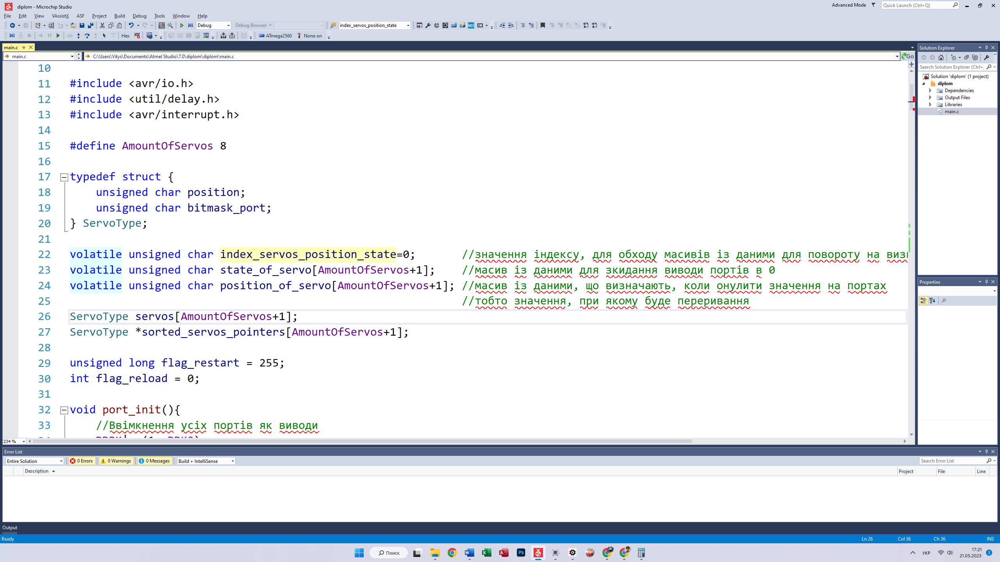 diplom - Microchip Studio
Advanced Mode
Quick Launch (Ctrl+Q)
File Edit View VAssistX ASF Project Build Debug Tools Window Help
Debug Debug Browser index_servos_position_state
Hex ATmega2560 None on
main.c
main.c C:\Users\Vitys\Documents\Atmel Studio\7.0\diplom\diplom\main.c Go
10
11 #include <avr/io.h>
12 #include <util/delay.h>
13 #include <avr/interrupt.h>
14
15 #define AmountOfServos 8
16
17 typedef struct {
18 unsigned char position;
19 unsigned char bitmask_port;
20 } ServoType;
21
22 volatile unsigned char index_servos_position_state=0; //значення індексу, для обходу масивів із даними для повороту на
23 volatile unsigned char state_of_servo[AmountOfServos+1]; //масив із даними для зкидання виводи портів в 0
24 volatile unsigned char position_of_servo[AmountOfServos+1]; //масив із даними, що визначають, коли онулити значення на портах
25 //тобто значення, при якому буде переривання
26 ServoType servos[AmountOfServos+1];
27 ServoType *sorted_servos_pointers[AmountOfServos+1];
28
29 unsigned long flag_restart = 255;
30 int flag_reload = 0;
31
32 void port_init(){
33 //Ввімкнення усіх портів як виводи
234 %
Solution Explorer
Search Solution Explorer (Ctrl+;
Solution 'diplom' (1 project)
diplom
Dependencies
Output Files
Libraries
main.c
Properties
Error List
Entire Solution 0 Errors 0 Warnings 0 Messages Build + IntelliSense
Search Error List
Description Project File Line
Output
Ready Ln 26 Col 36 Ch 36 INS
Поиск
УКР
17:21
21.05.2023
3